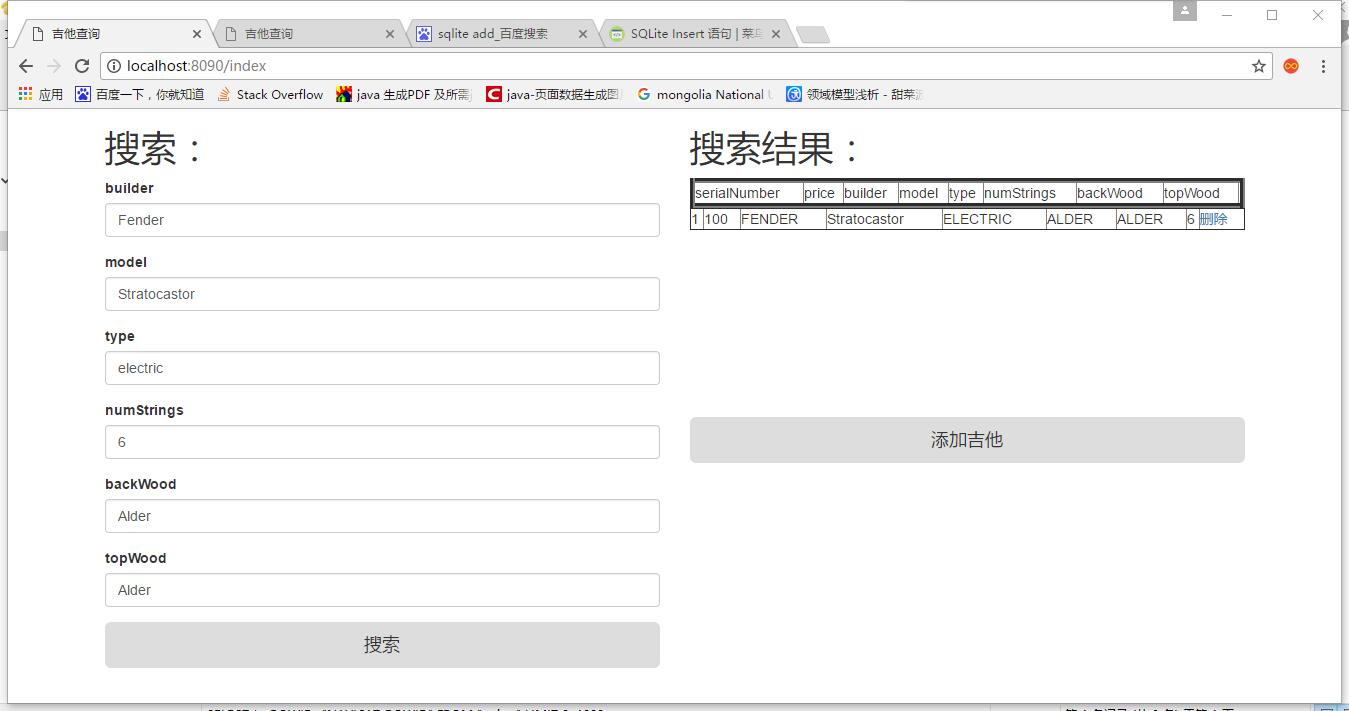 吉他查询
吉他查询
sqlite add_百度搜索
SQLite Insert 语句 | 菜鸟
localhost:8090/index
应用
百度一下，你就知道
Stack Overflow
java 生成PDF 及所需
java-页面数据生成图
mongolia National
领域模型浅析 - 甜菜
搜索：
builder
Fender
model
Stratocastor
type
electric
numStrings
6
backWood
Alder
topWood
Alder
搜索
搜索结果：
serialNumber price builder model type numStrings backWood topWood
1 100 FENDER Stratocastor ELECTRIC ALDER ALDER 6 删除
添加吉他